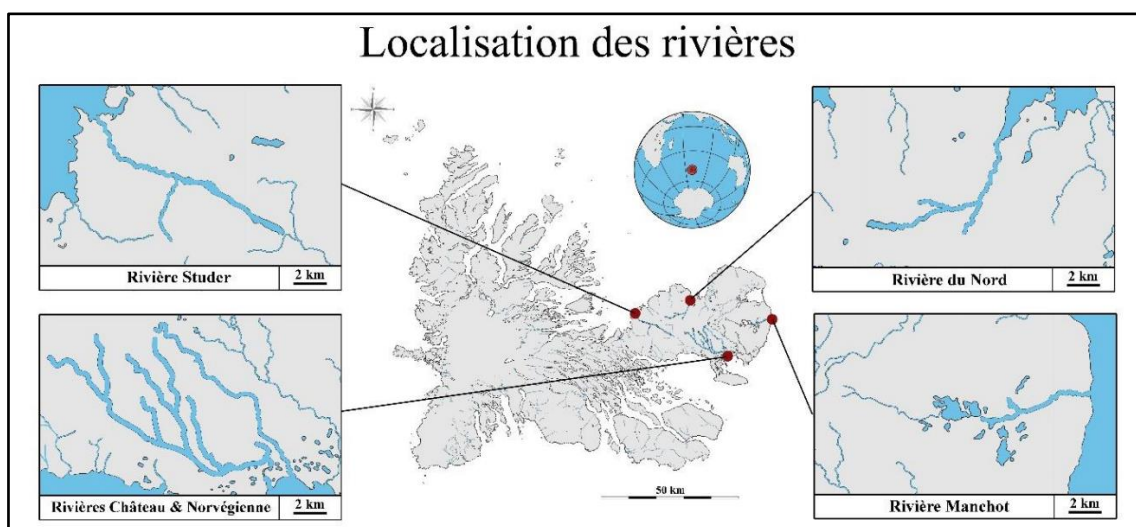 Localisation des rivières
Rivière Studer
2 km
Rivière du Nord
2 km
Rivières Château & Norvégienne
2 km
50 km
Rivière Manchot
2 km